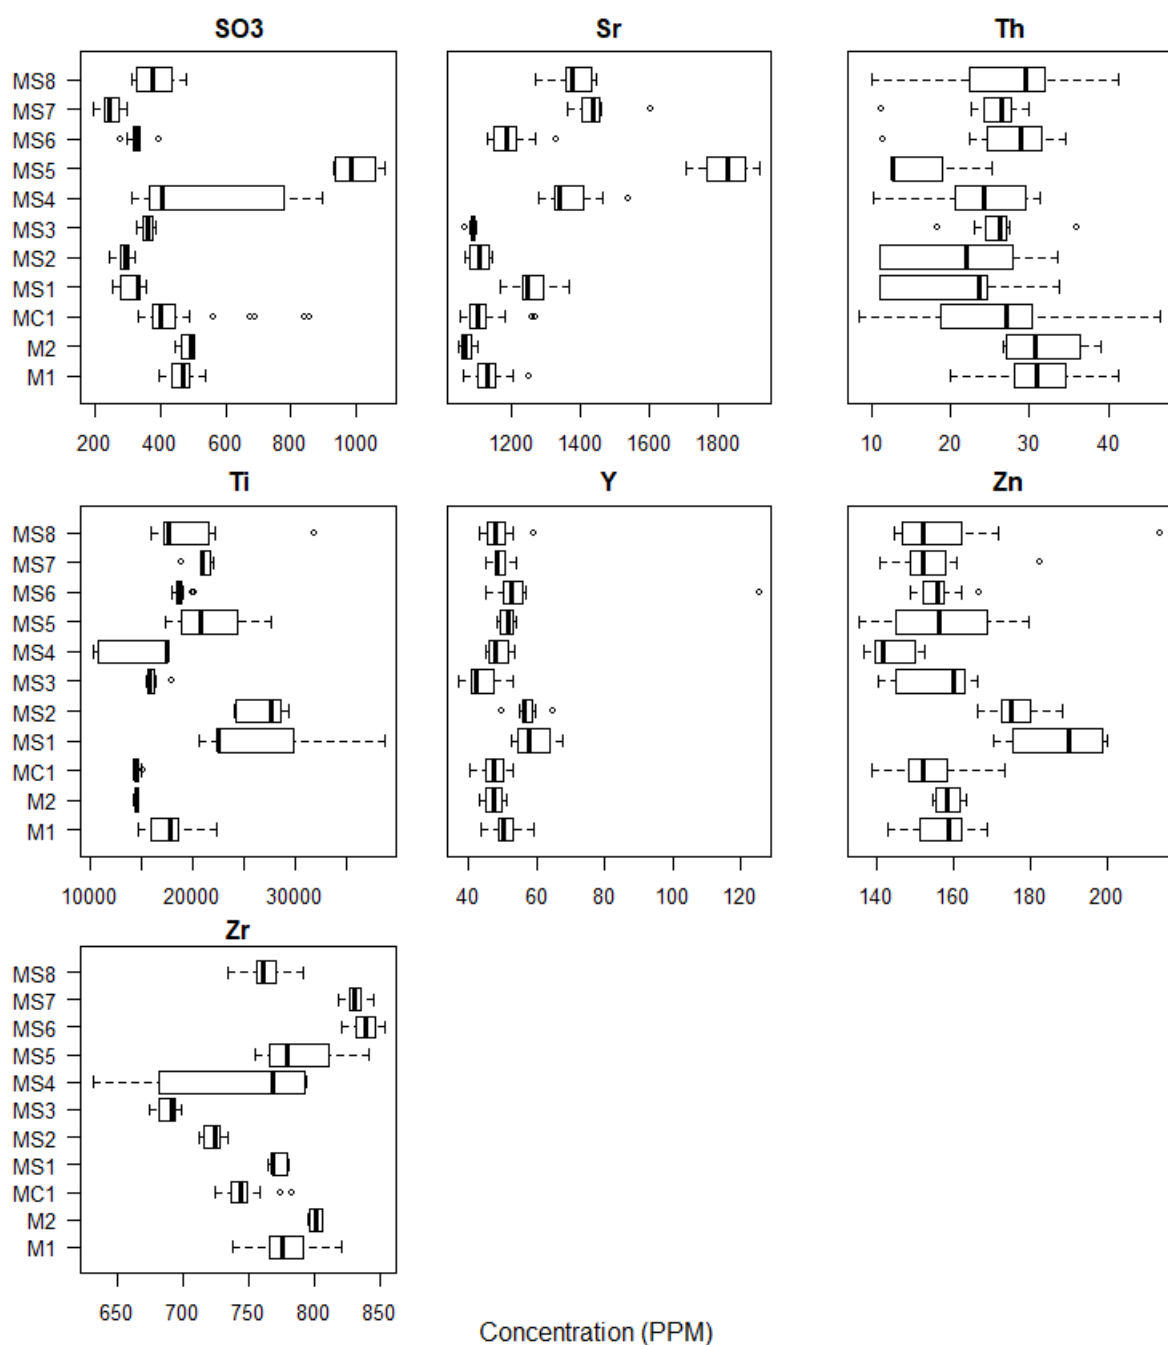 SO3 Sr Th
MS8
MS7
MS6
MS5
MS4
MS3
MS2
MS1
MC1
M2
M1
200 400 600 800 1000 1200 1400 1600 1800 10 20 30 40
Ti Y Zn
MS8
MS7
MS6
MS5
MS4
MS3
MS2
MS1
MC1
M2
M1
10000 20000 30000 40 60 80 100 120 140 160 180 200
Zr
MS8
MS7
MS6
MS5
MS4
MS3
MS2
MS1
MC1
M2
M1
650 700 750 800 850
Concentration (PPM)